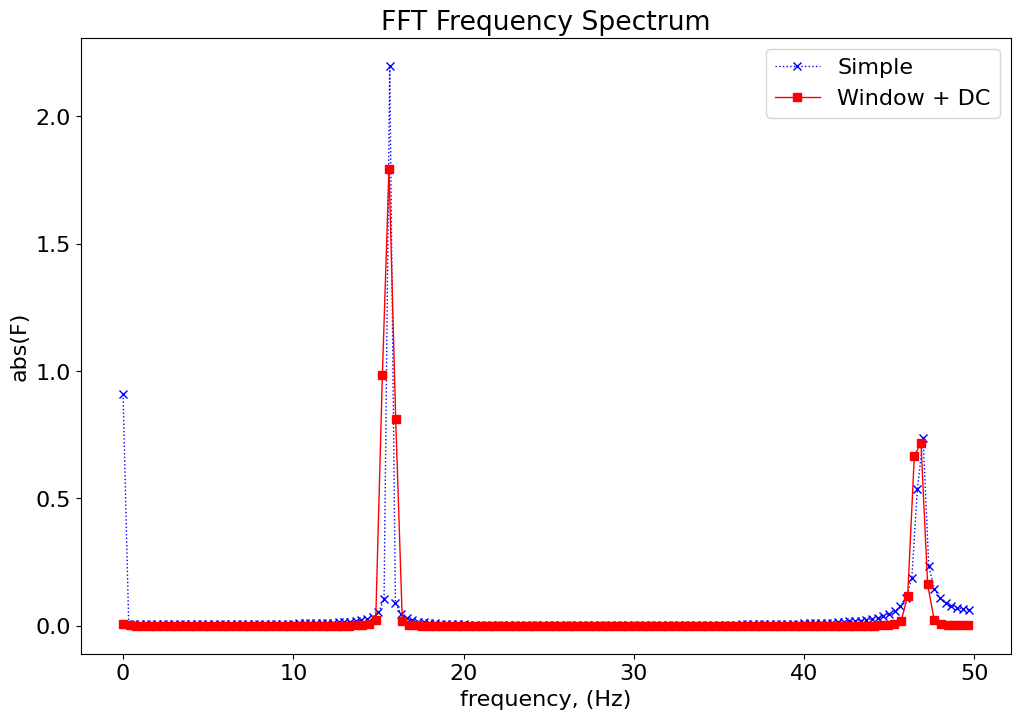 FFT Frequency Spectrum
Simple
Window + DC
abs(F)
2.0
1.5
1.0
0.5
0.0
0 10 20 30 40 50
frequency, (Hz)